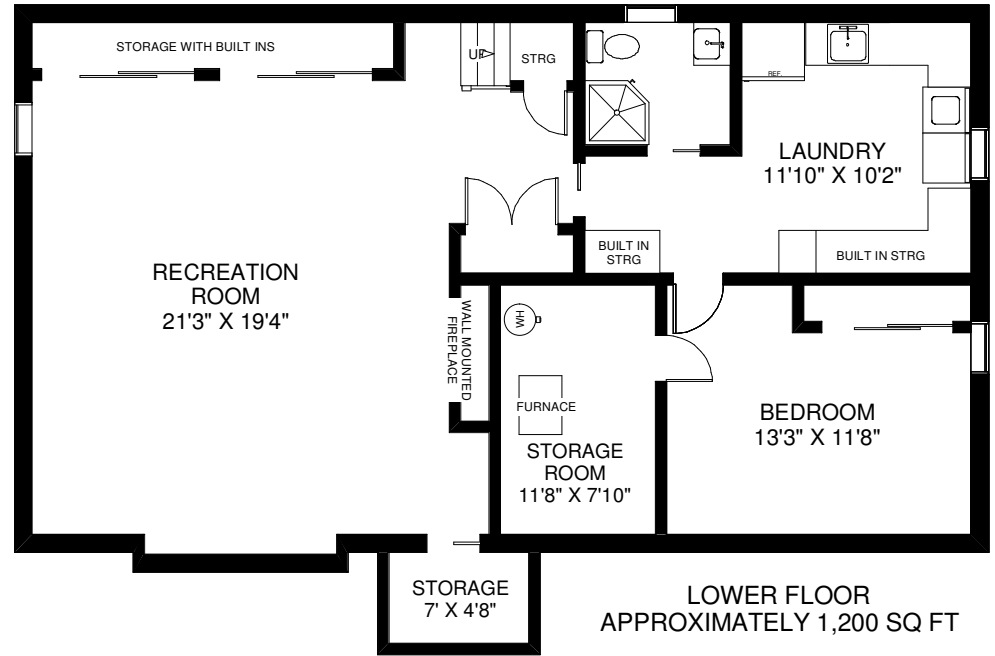 STORAGE WITH BUILT INS
UP
STRG
REF.
LAUNDRY
11'10" X 10'2"
BUILT IN
STRG
BUILT IN STRG
RECREATION
ROOM
21'3" X 19'4"
WALL MOUNTED
FIREPLACE
WH
FURNACE
STORAGE
ROOM
11'8" X 7'10"
BEDROOM
13'3" X 11'8"
STORAGE
7' X 4'8"
LOWER FLOOR
APPROXIMATELY 1,200 SQ FT